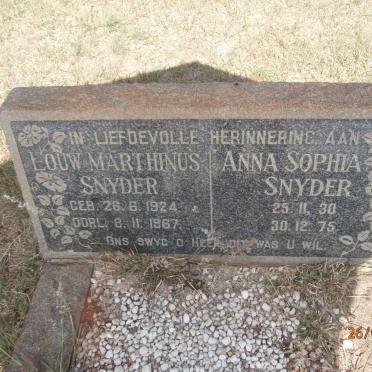 IN LIEFDEVOLLE HERINNERING AAN
LOUW MARTHINUS
SNYDER
GEB. 26. 8. 1924
OORL. 8. 11. 1967.
ANNA SOPHIA
SNYDER
25. 11. 30
30. 12. 75
ONS SWYG O HEER, DIT WAS U WIL.
26/